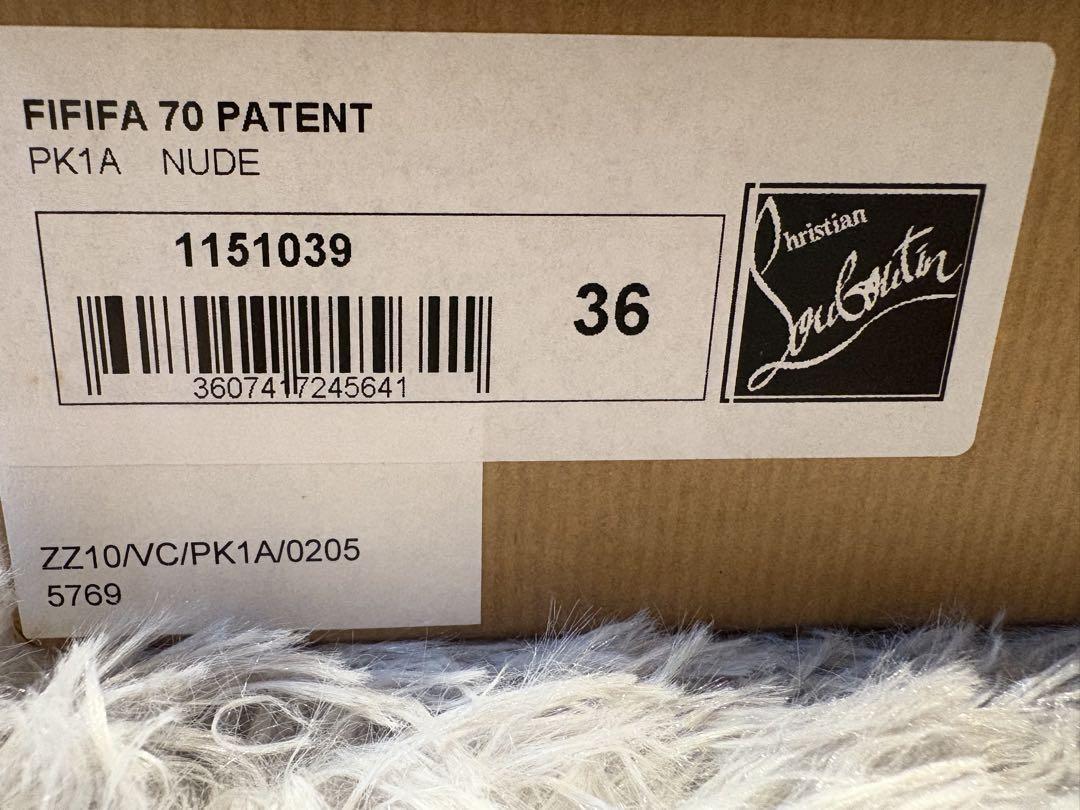 FIFIFA 70 PATENT
PK1A NUDE
1151039
36
3607417245641
Christian
Louboutin
ZZ10/VC/PK1A/0205
5769